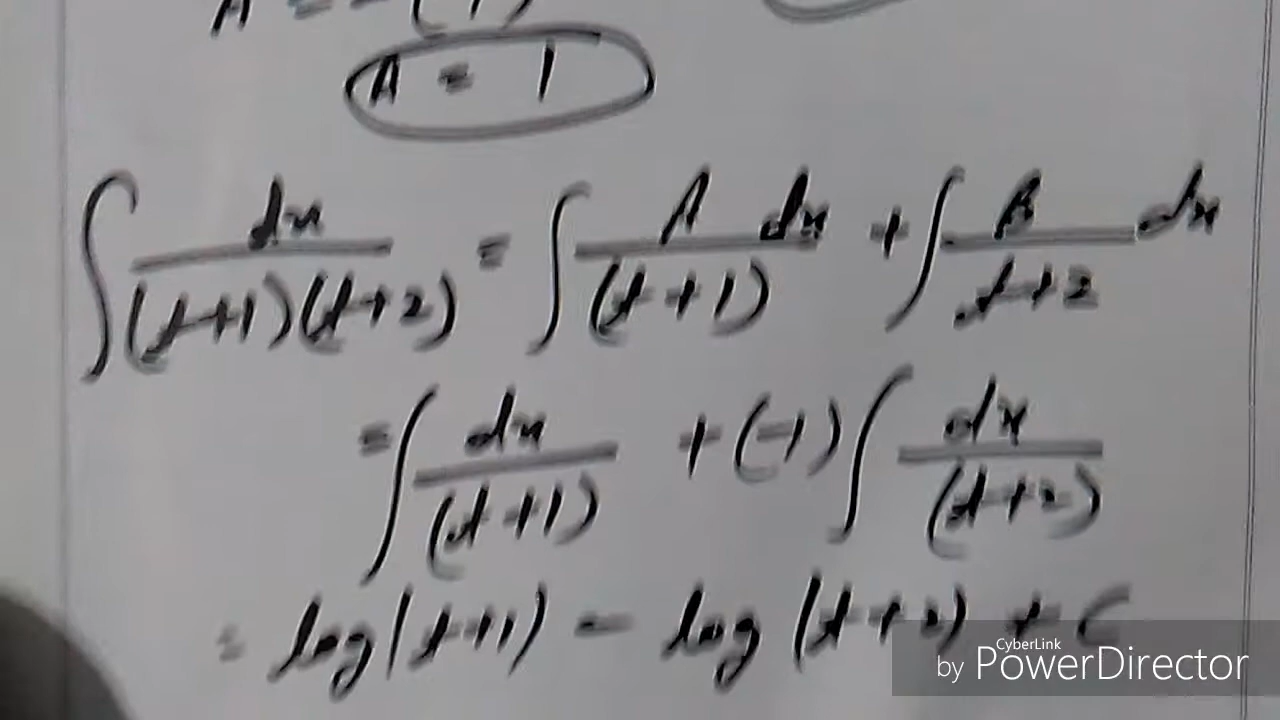 A = -(1)
A = 1
∫ dx/(t+1)(t+2) = ∫ A dx/(t+1) + ∫ B/t+2 dx
= ∫ dx/(t+1) + (-1) ∫ dx/(t+2)
= log(t+1) - log(t+2) + C
CyberLink
by PowerDirector